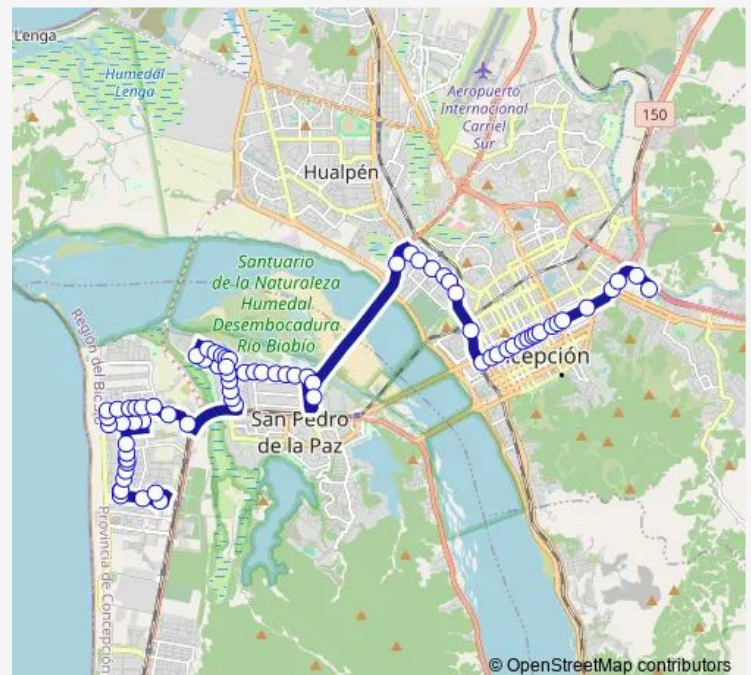 Lenga
Humedal
Lenga
Aeropuerto
Internacional
Carriel
Sur
150
Hualpén
Santuario
de la Naturaleza
Humedal
Desembocadura
Río Biobío
Región del Bio
cepción
San Pedro
de la Paz
Provincia de Concepción
© OpenStreetMap contributors